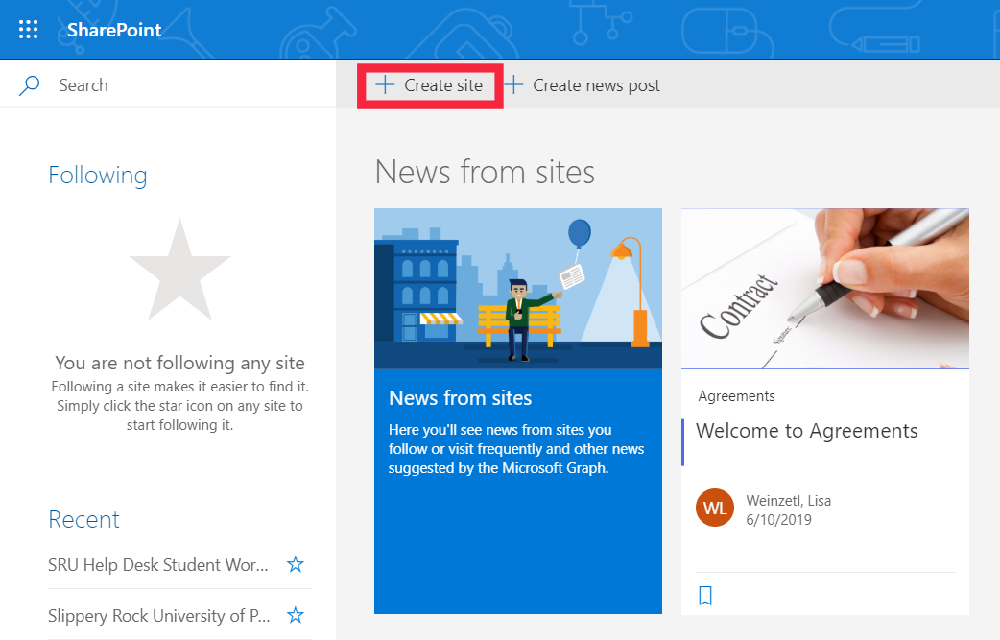 SharePoint
Search
Create site
Create news post
Following
You are not following any site
Following a site makes it easier to find it.
Simply click the star icon on any site to
start following it.
Recent
SRU Help Desk Student Wor...
Slippery Rock University of P...
News from sites
News from sites
Here you'll see news from sites you
follow or visit frequently and other news
suggested by the Microsoft Graph.
Contract
Signature:
Agreements
Welcome to Agreements
WL
Weinzetl, Lisa
6/10/2019